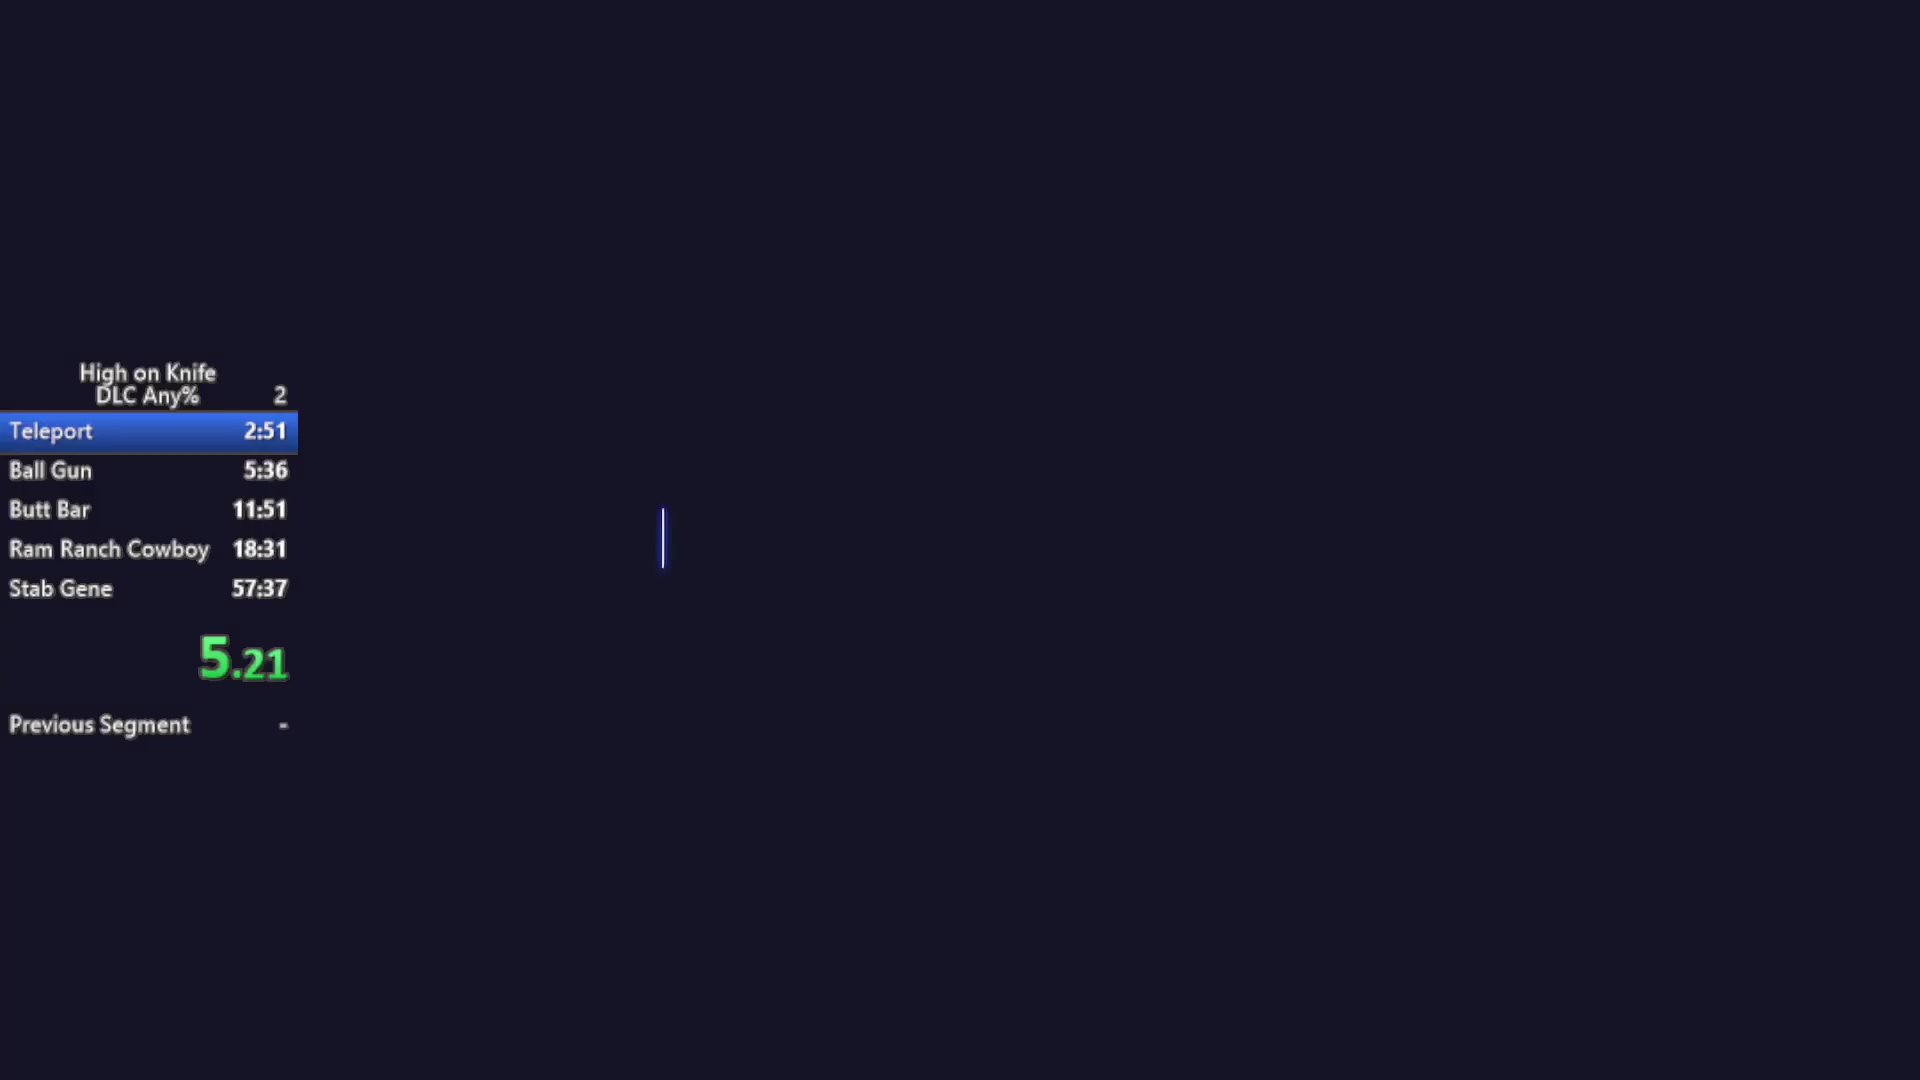 High on Knife
DLC Any% 2
Teleport 2:51
Ball Gun 5:36
Butt Bar 11:51
Ram Ranch Cowboy 18:31
Stab Gene 57:37
5.21
Previous Segment -